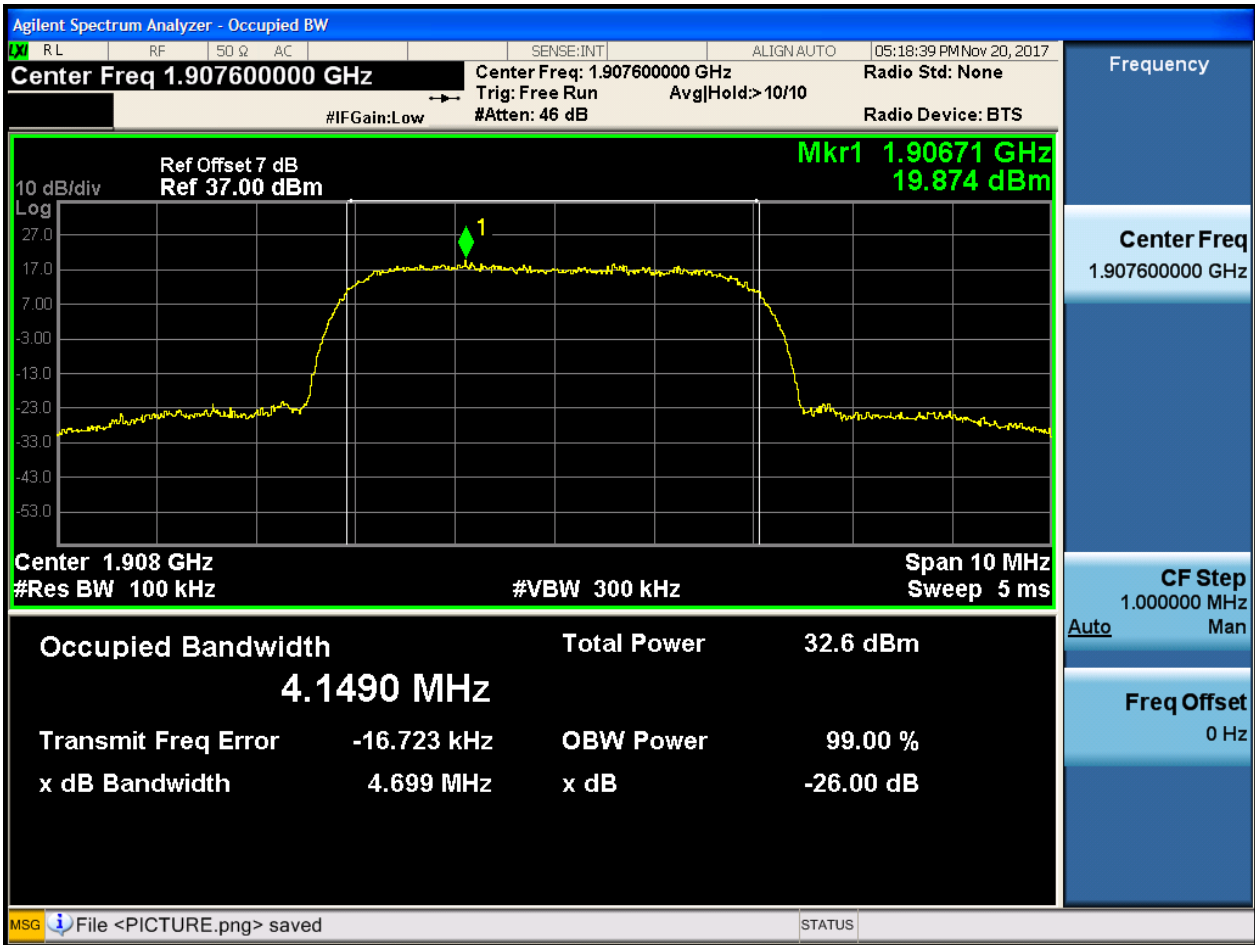 Agilent Spectrum Analyzer - Occupied BW
LXI RL RF 50 Ω AC SENSE:INT ALIGN AUTO 05:18:39 PM Nov 20, 2017
Center Freq 1.907600000 GHz
Center Freq: 1.907600000 GHz
Radio Std: None
Trig: Free Run Avg|Hold:> 10/10
#IFGain:Low
#Atten: 46 dB
Radio Device: BTS
Mkr1 1.90671 GHz
19.874 dBm
Ref Offset 7 dB
10 dB/div Ref 37.00 dBm
Log
1
27.0
17.0
7.00
-3.00
-13.0
-23.0
-33.0
-43.0
-53.0
Center 1.908 GHz Span 10 MHz
#Res BW 100 kHz #VBW 300 kHz Sweep 5 ms
Occupied Bandwidth Total Power 32.6 dBm
4.1490 MHz
Transmit Freq Error -16.723 kHz OBW Power 99.00 %
x dB Bandwidth 4.699 MHz x dB -26.00 dB
Frequency
Center Freq
1.907600000 GHz
CF Step
1.000000 MHz
Auto Man
Freq Offset
0 Hz
MSG File <PICTURE.png> saved STATUS